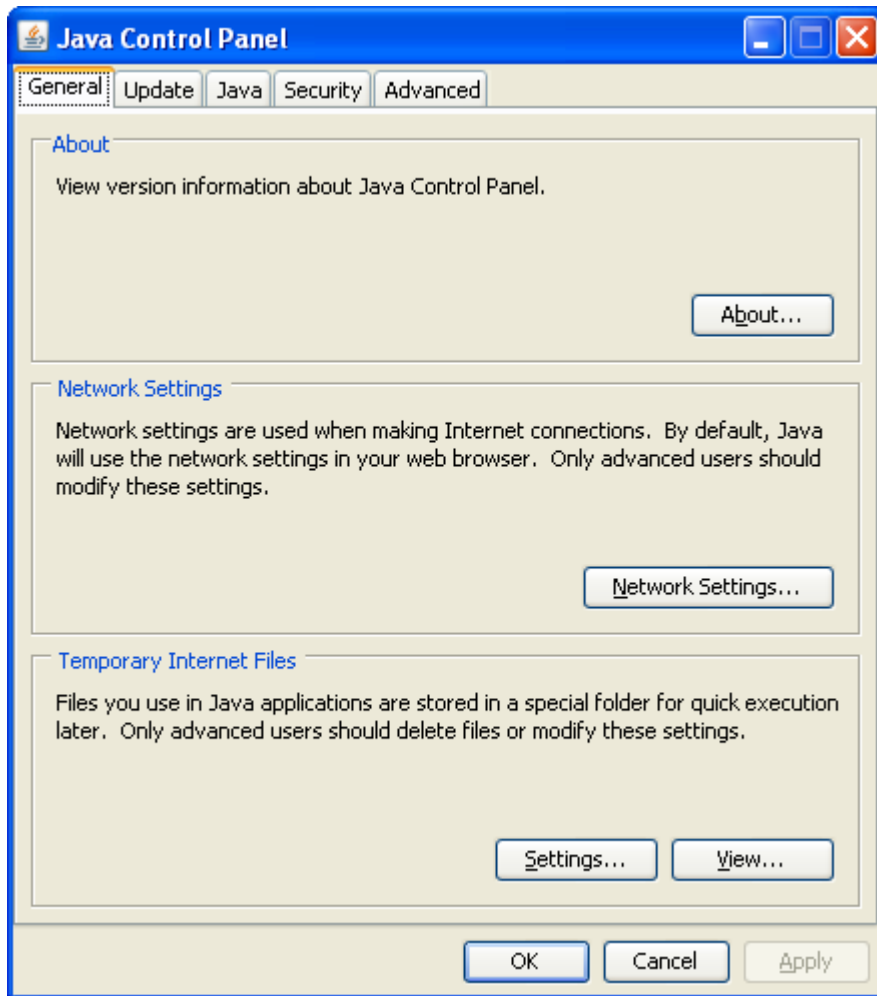 Java Control Panel
General Update Java Security Advanced
About
View version information about Java Control Panel.
About...
Network Settings
Network settings are used when making Internet connections.  By default, Java
will use the network settings in your web browser.  Only advanced users should
modify these settings.
Network Settings...
Temporary Internet Files
Files you use in Java applications are stored in a special folder for quick execution
later.  Only advanced users should delete files or modify these settings.
Settings... View...
OK Cancel Apply